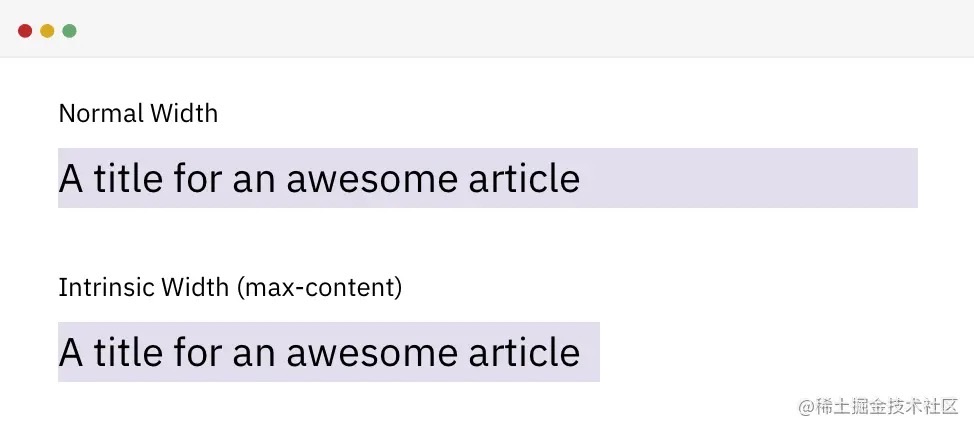 Normal Width
A title for an awesome article
Intrinsic Width (max-content)
A title for an awesome article
@稀土掘金技术社区